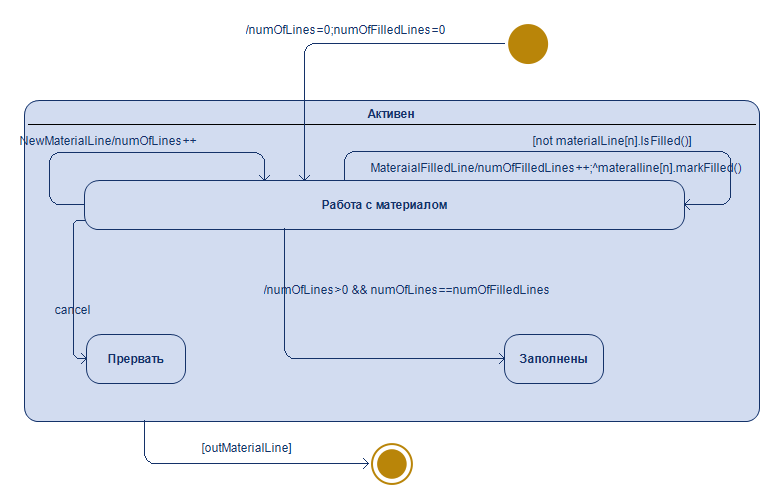 /numOfLines=0;numOfFilledLines=0
Активен
NewMaterialLine/numOfLines++
[not materialLine[n].IsFilled()]
MateraialFilledLine/numOfFilledLines++;^materalline[n].markFilled()
Работа с материалом
/numOfLines>0 && numOfLines==numOfFilledLines
cancel
Прервать
Заполнены
[outMaterialLine]